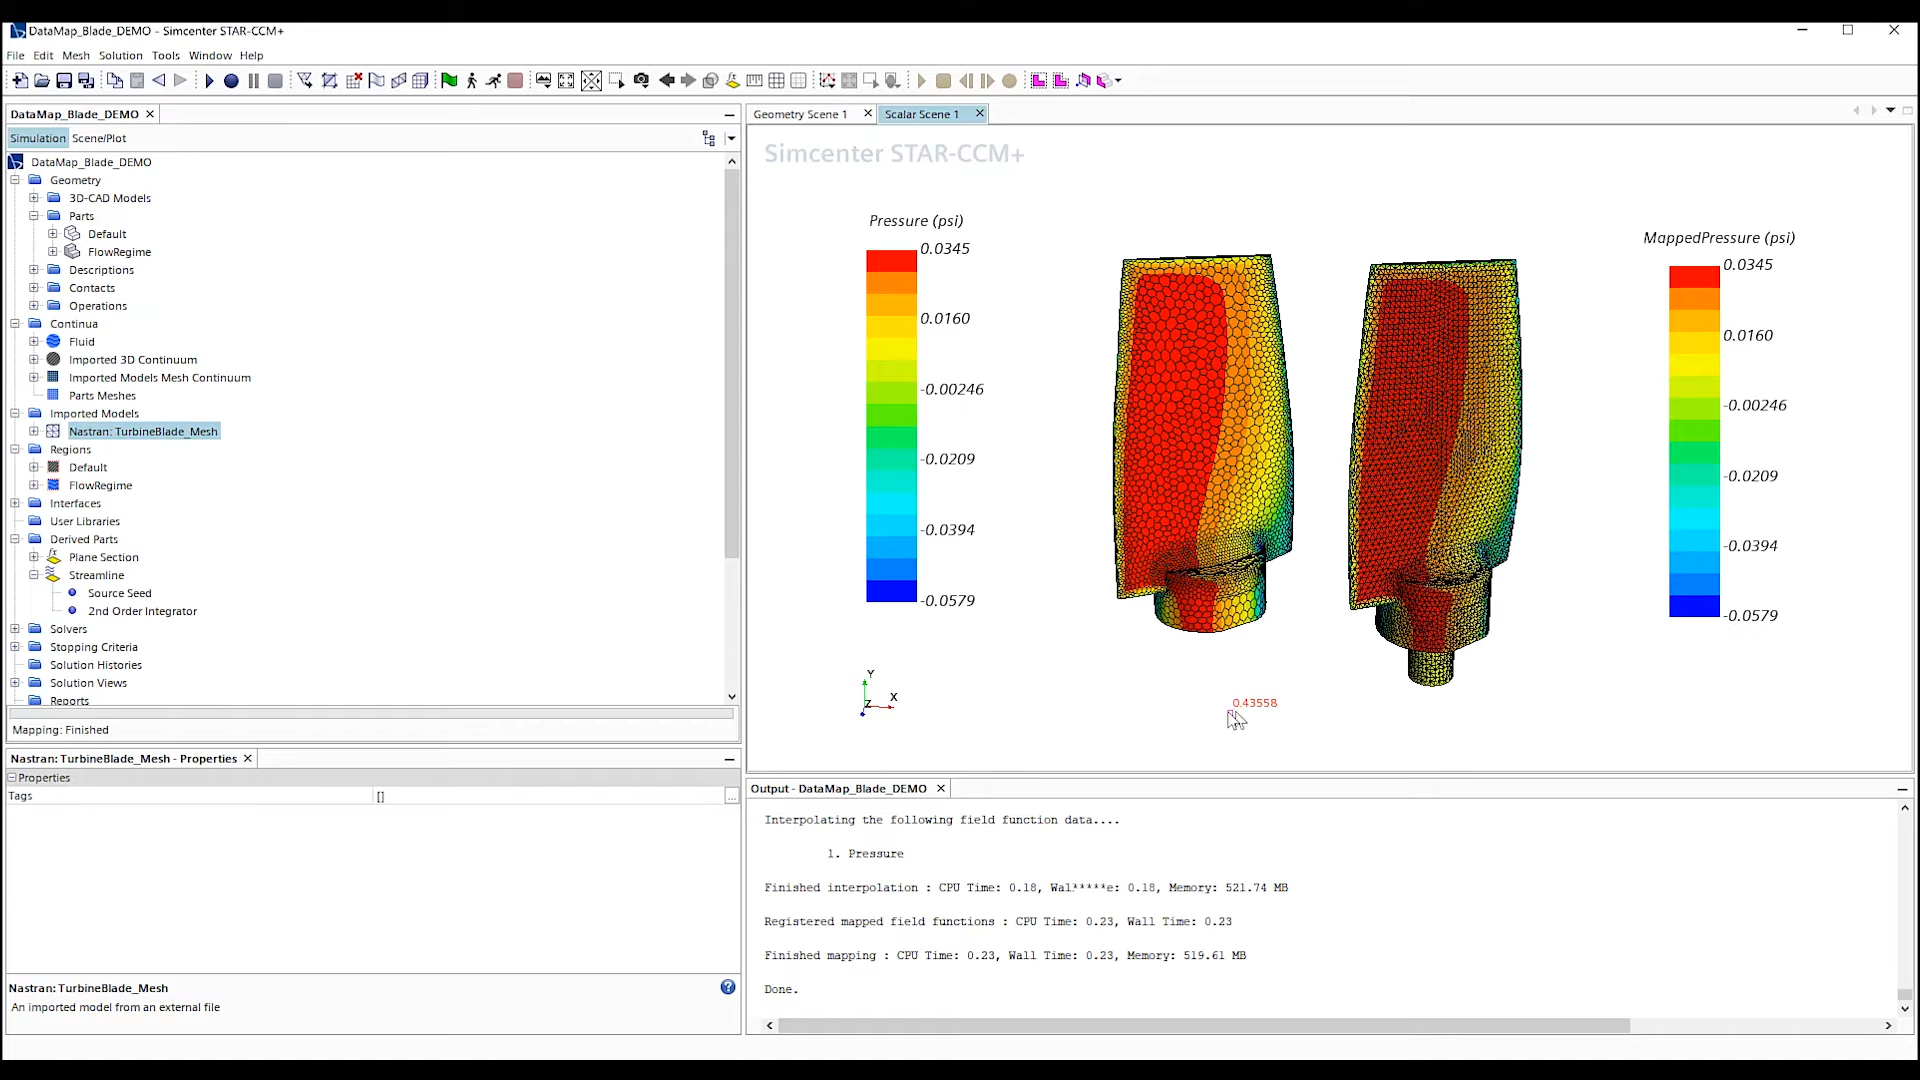 DataMap_Blade_DEMO - Simcenter STAR-CCM+
File Edit Mesh Solution Tools Window Help
DataMap_Blade_DEMO
Simulation Scene/Plot
DataMap_Blade_DEMO
Geometry
3D-CAD Models
Parts
Default
FlowRegime
Descriptions
Contacts
Operations
Continua
Fluid
Imported 3D Continuum
Imported Models Mesh Continuum
Parts Meshes
Imported Models
Nastran: TurbineBlade_Mesh
Regions
Default
FlowRegime
Interfaces
User Libraries
Derived Parts
Plane Section
Streamline
Source Seed
2nd Order Integrator
Solvers
Stopping Criteria
Solution Histories
Solution Views
Reports
Mapping: Finished
Nastran: TurbineBlade_Mesh - Properties
Properties
Tags []
...
Nastran: TurbineBlade_Mesh
An imported model from an external file
Geometry Scene 1 Scalar Scene 1
Simcenter STAR-CCM+
Pressure (psi)
0.0345
0.0160
-0.00246
-0.0209
-0.0394
-0.0579
MappedPressure (psi)
0.0345
0.0160
-0.00246
-0.0209
-0.0394
-0.0579
Y
X
Z
0.43558
Output - DataMap_Blade_DEMO
Interpolating the following field function data....
1. Pressure
Finished interpolation : CPU Time: 0.18, Wal*****e: 0.18, Memory: 521.74 MB
Registered mapped field functions : CPU Time: 0.23, Wall Time: 0.23
Finished mapping : CPU Time: 0.23, Wall Time: 0.23, Memory: 519.61 MB
Done.